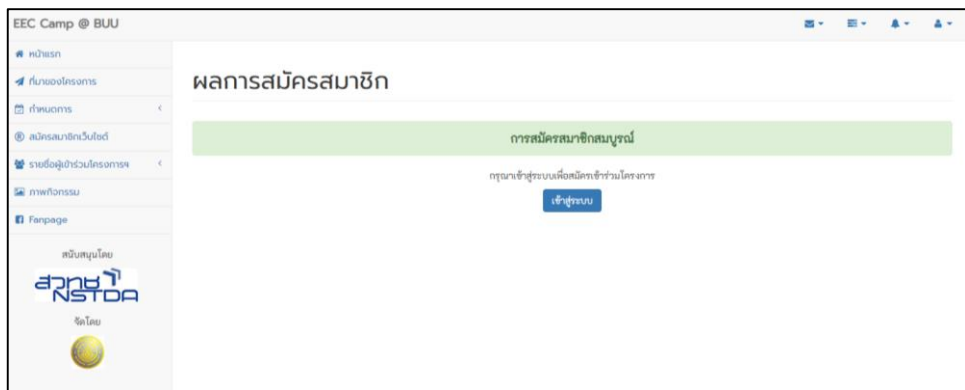 EEC Camp @ BUU
หน้าแรก
ที่มาของโครงการ
กำหนดการ
สมัครสมาชิกเว็บไซต์
รายชื่อผู้เข้าร่วมโครงการฯ
ภาพกิจกรรม
Fanpage
สนับสนุนโดย
สวทช
NSTDA
จัดโดย
ผลการสมัครสมาชิก
การสมัครสมาชิกสมบูรณ์
กรุณาเข้าสู่ระบบเพื่อสมัครเข้าร่วมโครงการ
เข้าสู่ระบบ